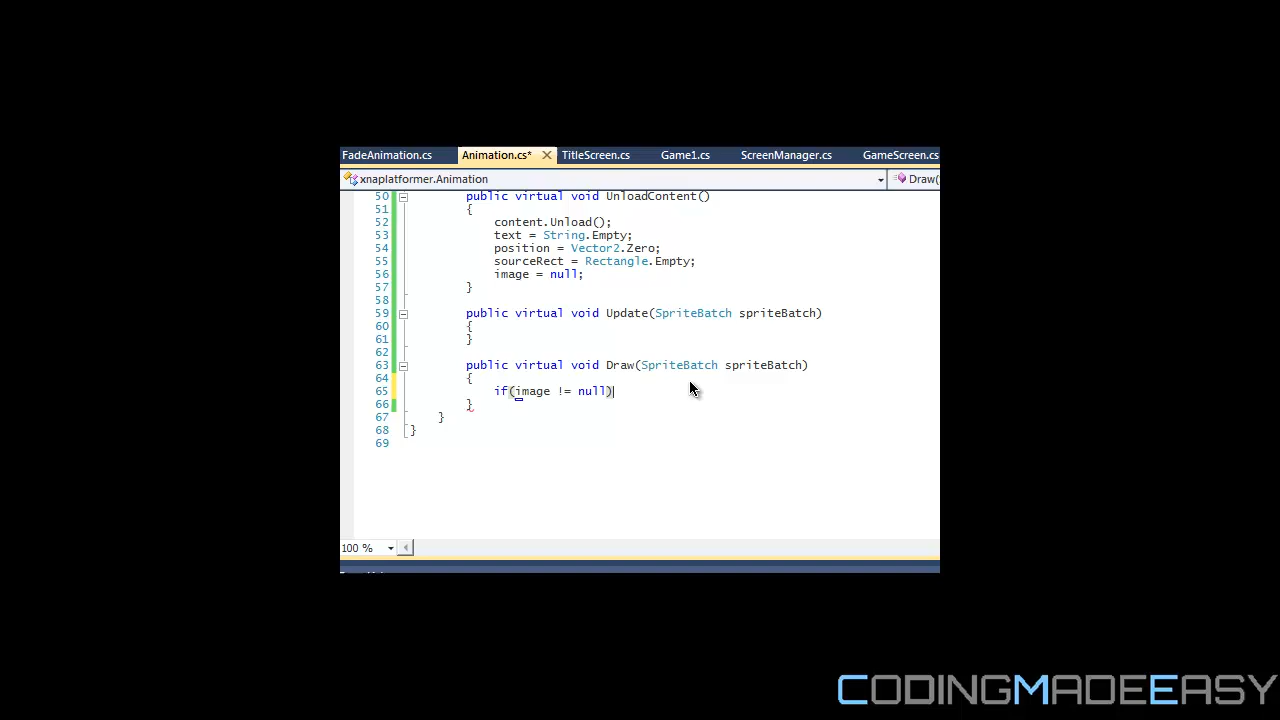 FadeAnimation.cs Animation.cs* TitleScreen.cs Game1.cs ScreenManager.cs GameScreen.cs
xnaplatformer.Animation Draw(
50 public virtual void UnloadContent()
51 {
52 content.Unload();
53 text = String.Empty;
54 position = Vector2.Zero;
55 sourceRect = Rectangle.Empty;
56 image = null;
57 }
58
59 public virtual void Update(SpriteBatch spriteBatch)
60 {
61 }
62
63 public virtual void Draw(SpriteBatch spriteBatch)
64 {
65 if(image != null)
66 }
67 }
68 }
69
100 %
CODINGMADEEASY